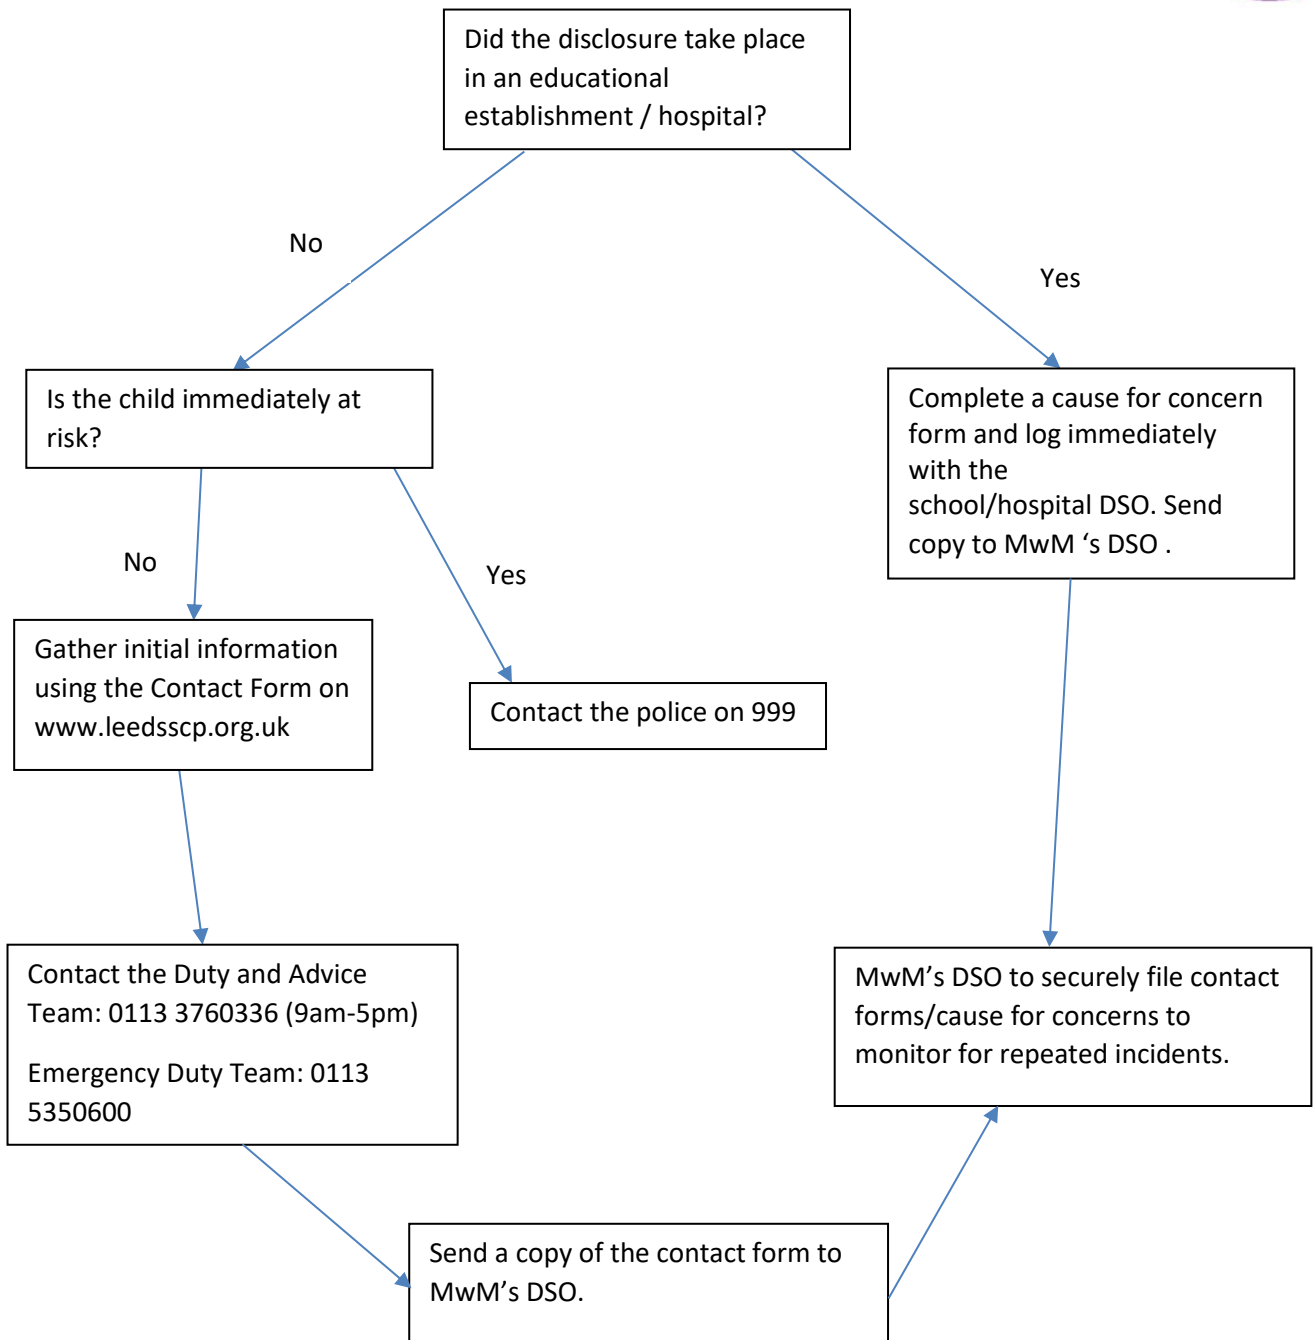 Did the disclosure take place
in an educational
establishment / hospital?
No
Yes
Is the child immediately at
risk?
Complete a cause for concern
form and log immediately
with the
school/hospital DSO. Send
copy to MwM ‘s DSO .
No
Yes
Gather initial information
using the Contact Form on
www.leedsscp.org.uk
Contact the police on 999
Contact the Duty and Advice
Team: 0113 3760336 (9am-5pm)
Emergency Duty Team: 0113
5350600
MwM’s DSO to securely file contact
forms/cause for concerns to
monitor for repeated incidents.
Send a copy of the contact form to
MwM’s DSO.